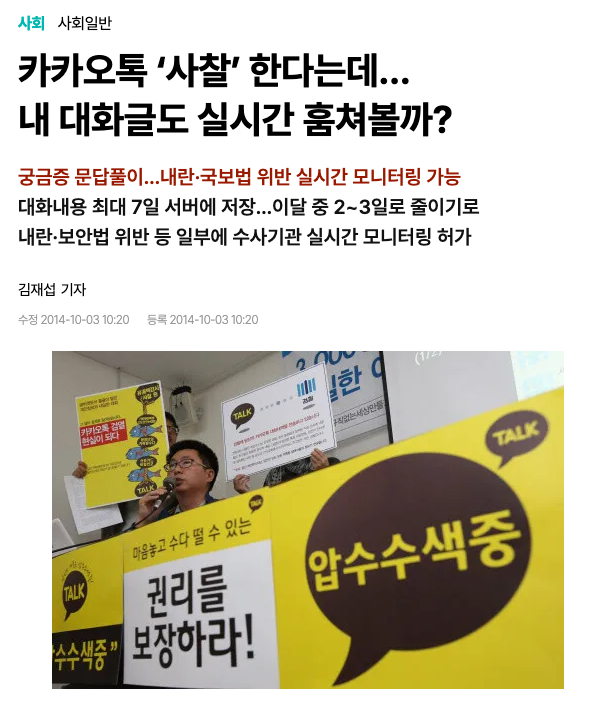 사회 사회일반
카카오톡 ‘사찰’ 한다는데…
내 대화글도 실시간 훔쳐볼까?
궁금증 문답풀이…내란·국보법 위반 실시간 모니터링 가능
대화내용 최대 7일 서버에 저장…이달 중 2~3일로 줄이기로
내란·보안법 위반 등 일부에 수사기관 실시간 모니터링 허가
김재섭 기자
수정 2014-10-03 10:20 등록 2014-10-03 10:20
3,000
(1/2)
검찰
TALK
카카오톡 검열
현실이 되다
TALK
TALK
마음놓고 수다 떨 수 있는
권리를
보장하라!
TALK
수수색중”
TALK
압수수색중